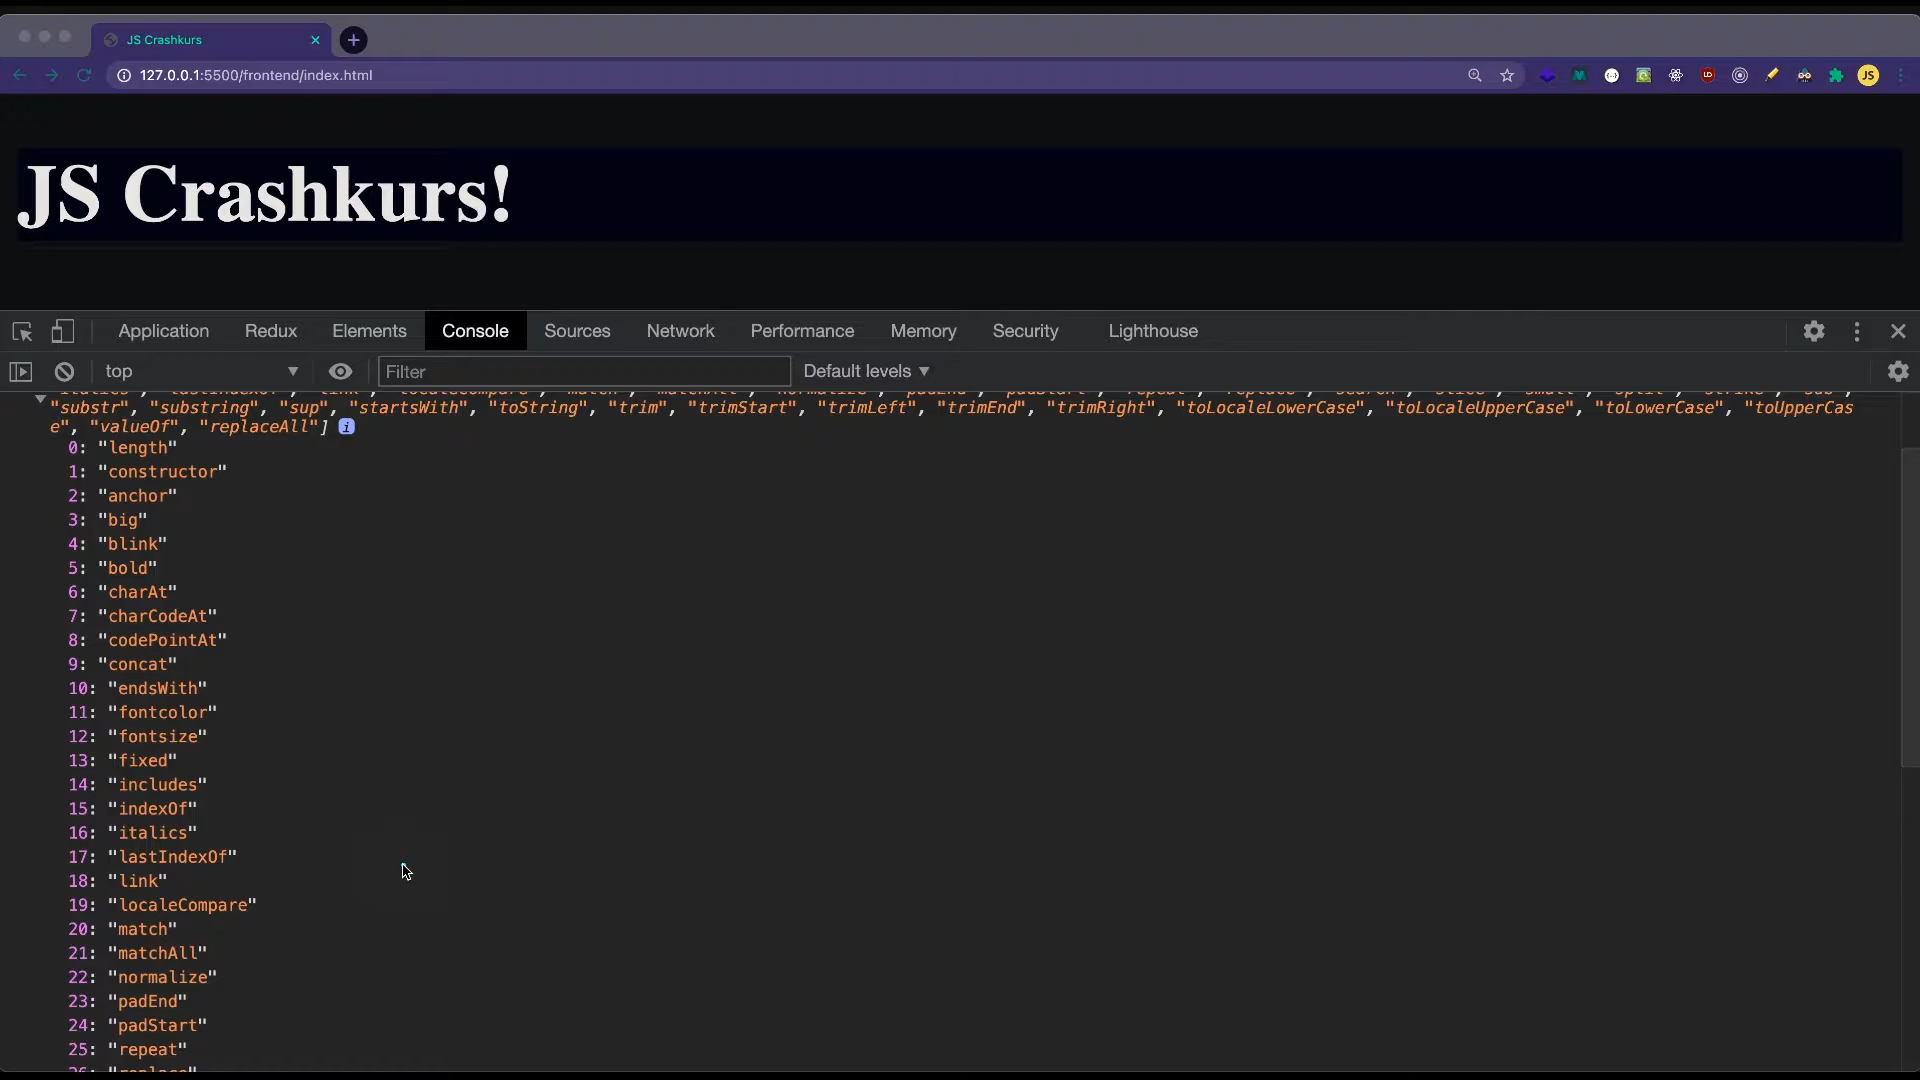 JS Crashkurs
127.0.0.1:5500/frontend/index.html
JS
JS Crashkurs!
Application Redux Elements Console Sources Network Performance Memory Security Lighthouse
top Filter Default levels
"substr", "substring", "sup", "startsWith", "toString", "trim", "trimStart", "trimLeft", "trimEnd", "trimRight", "toLocaleLowerCase", "toLocaleUpperCase", "toLowerCase", "toUpperCas
e", "valueOf", "replaceAll"] i
0: "length"
1: "constructor"
2: "anchor"
3: "big"
4: "blink"
5: "bold"
6: "charAt"
7: "charCodeAt"
8: "codePointAt"
9: "concat"
10: "endsWith"
11: "fontcolor"
12: "fontsize"
13: "fixed"
14: "includes"
15: "indexOf"
16: "italics"
17: "lastIndexOf"
18: "link"
19: "localeCompare"
20: "match"
21: "matchAll"
22: "normalize"
23: "padEnd"
24: "padStart"
25: "repeat"